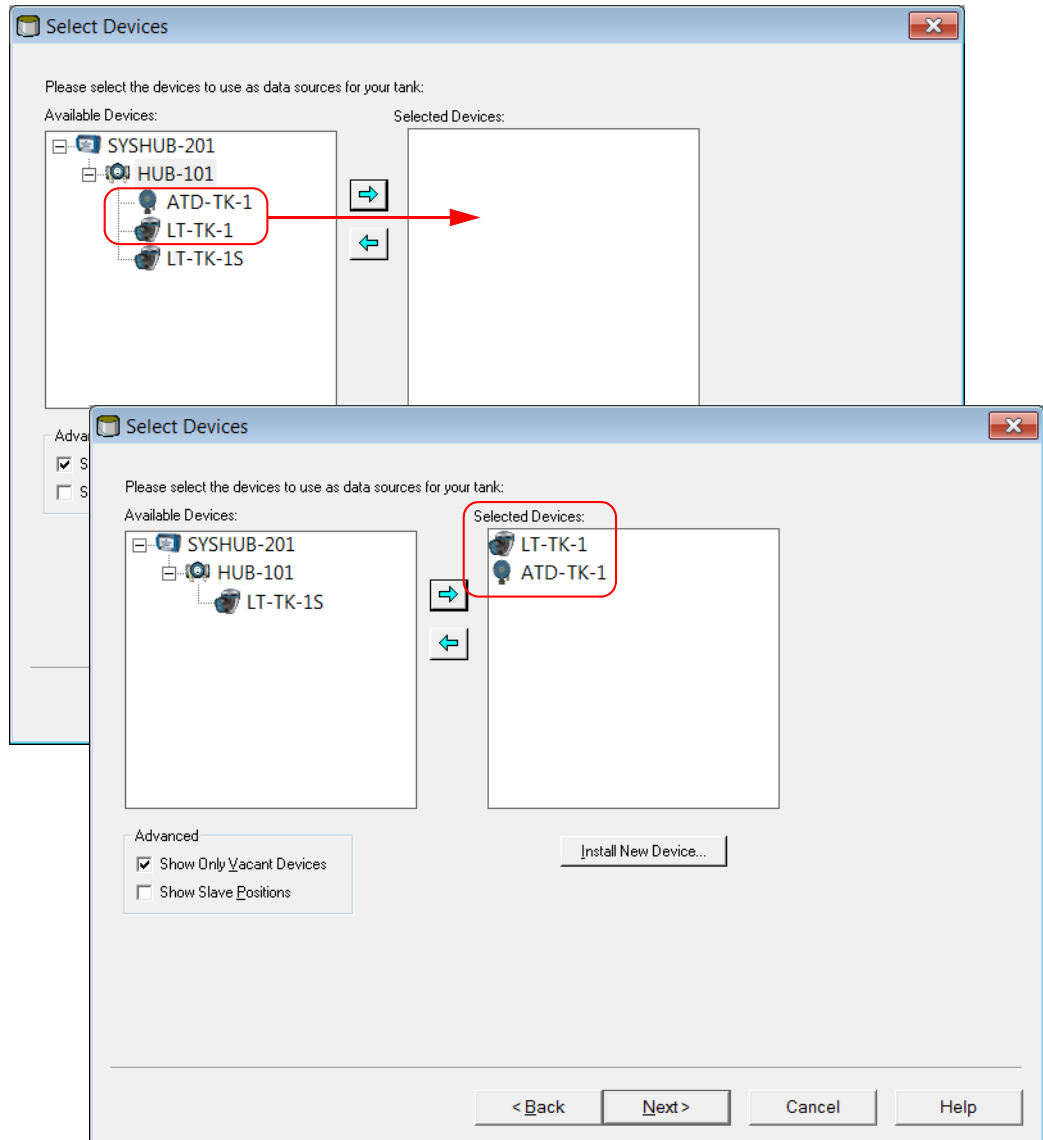 Select Devices
Please select the devices to use as data sources for your tank:
Available Devices:
Selected Devices:
SYSHUB-201
HUB-101
ATD-TK-1
LT-TK-1
LT-TK-1S
Adva
S
S
Select Devices
Please select the devices to use as data sources for your tank:
Available Devices:
Selected Devices:
SYSHUB-201
HUB-101
LT-TK-1S
LT-TK-1
ATD-TK-1
Advanced
Show Only Vacant Devices
Show Slave Positions
Install New Device...
< Back
Next >
Cancel
Help